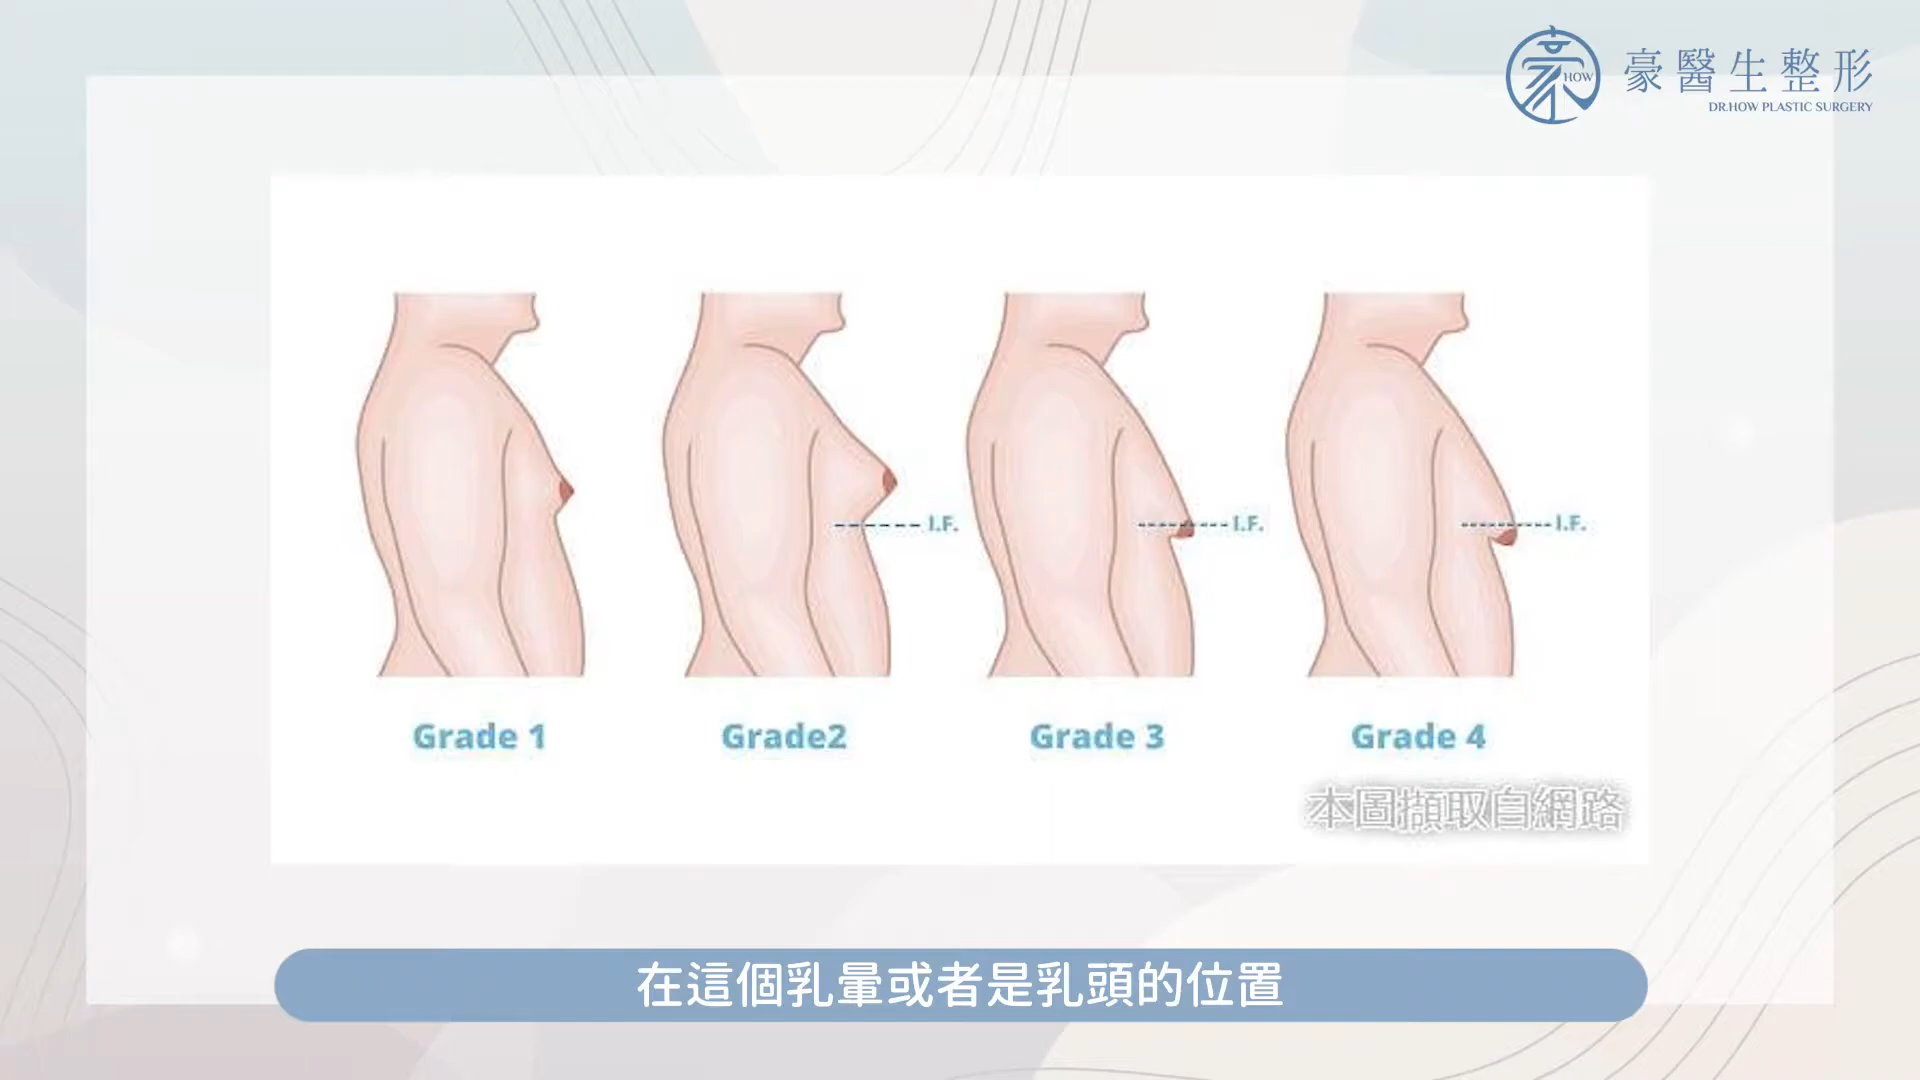 HOW
豪醫生整形
DR.HOW PLASTIC SURGERY
I.F.
I.F.
I.F.
Grade 1
Grade2
Grade 3
Grade 4
本圖擷取自網路
在這個乳暈或者是乳頭的位置